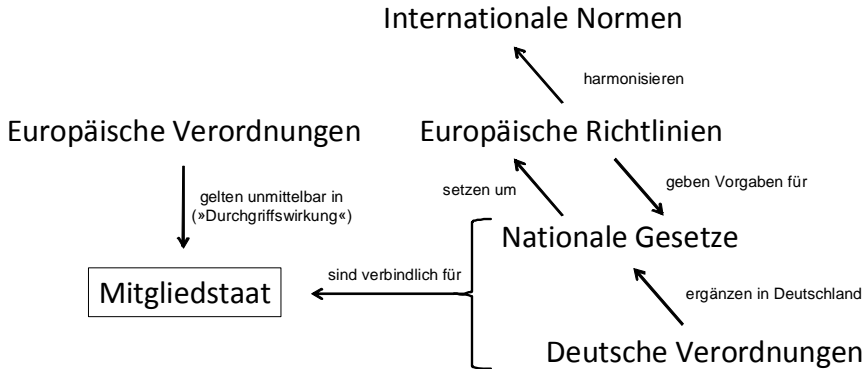 Internationale Normen
harmonisieren
Europäische Verordnungen
Europäische Richtlinien
gelten unmittelbar in
(»Durchgriffswirkung«)
setzen um
geben Vorgaben für
Nationale Gesetze
sind verbindlich für
Mitgliedstaat
ergänzen in Deutschland
Deutsche Verordnungen